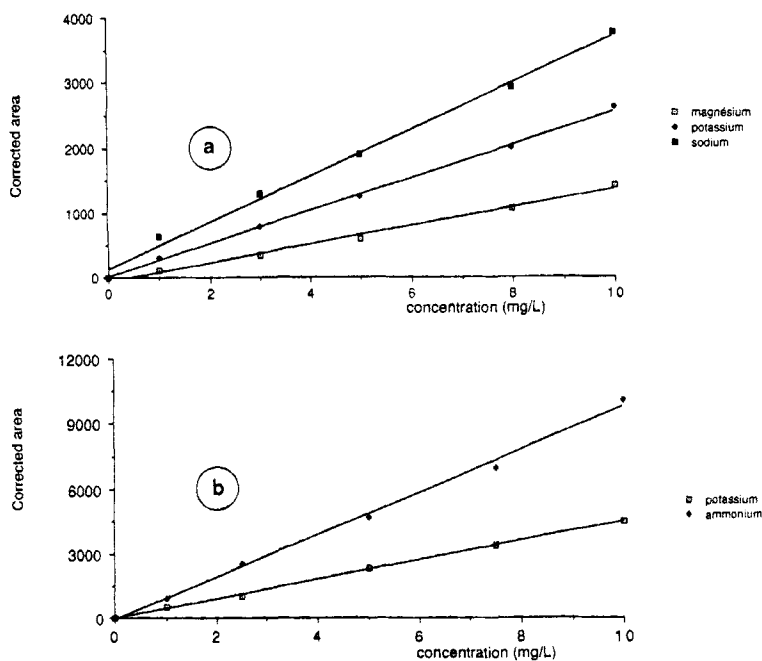 4000
3000
2000
1000
0
Corrected area
a
magnésium
potassium
sodium
0 2 4 6 8 10
concentration (mg/L)
12000
9000
6000
3000
0
Corrected area
b
potassium
ammonium
0 2 4 6 8 10
concentration (mg/L)